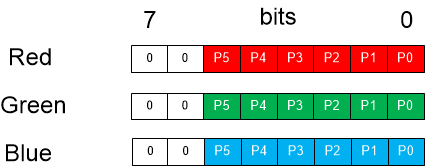 7 bits 0
Red 0 0 P5 P4 P3 P2 P1 P0
Green 0 0 P5 P4 P3 P2 P1 P0
Blue 0 0 P5 P4 P3 P2 P1 P0